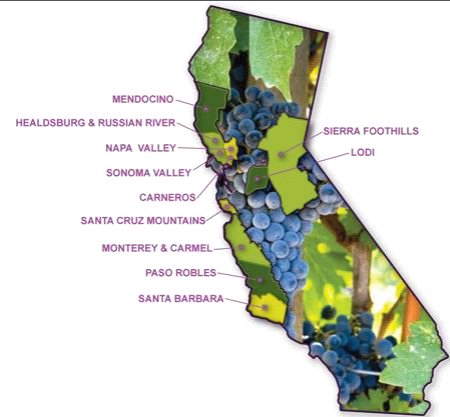 MENDOCINO
HEALDSBURG & RUSSIAN RIVER
NAPA VALLEY
SONOMA VALLEY
CARNEROS
SANTA CRUZ MOUNTAINS
MONTEREY & CARMEL
PASO ROBLES
SANTA BARBARA
SIERRA FOOTHILLS
LODI